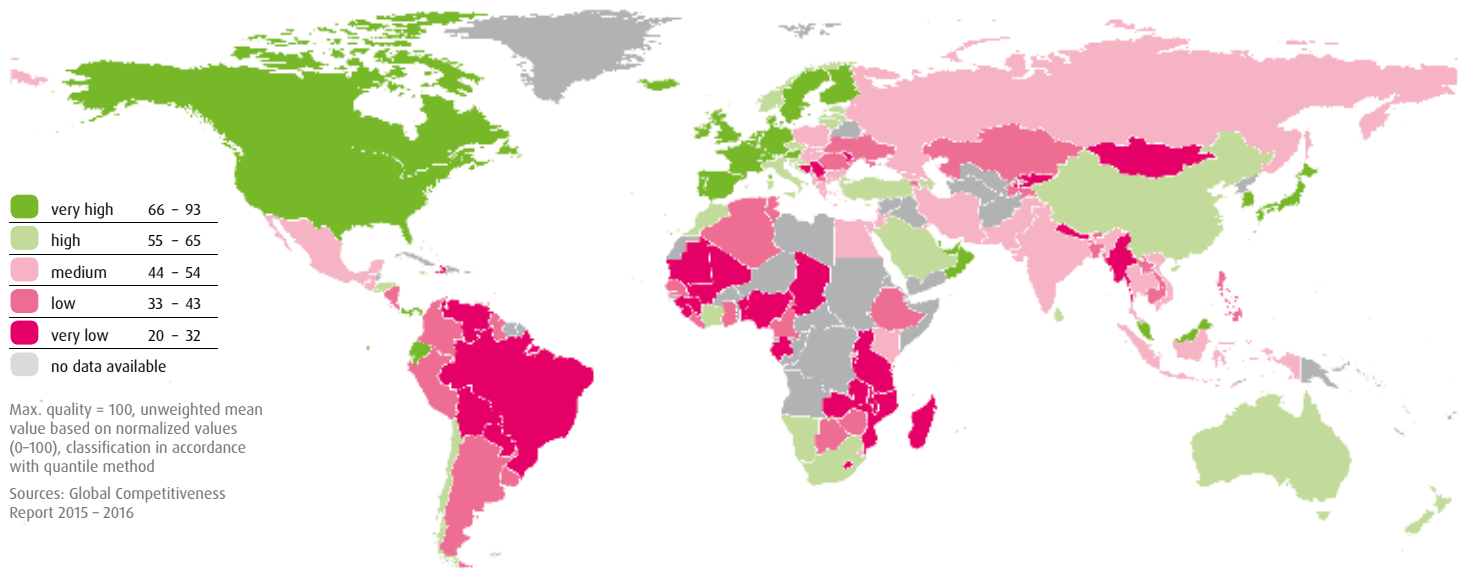 very high 66 – 93
high 55 – 65
medium 44 – 54
low 33 – 43
very low 20 – 32
no data available
Max. quality = 100, unweighted mean
value based on normalized values
(0–100), classification in accordance
with quantile method
Sources: Global Competitiveness
Report 2015 – 2016